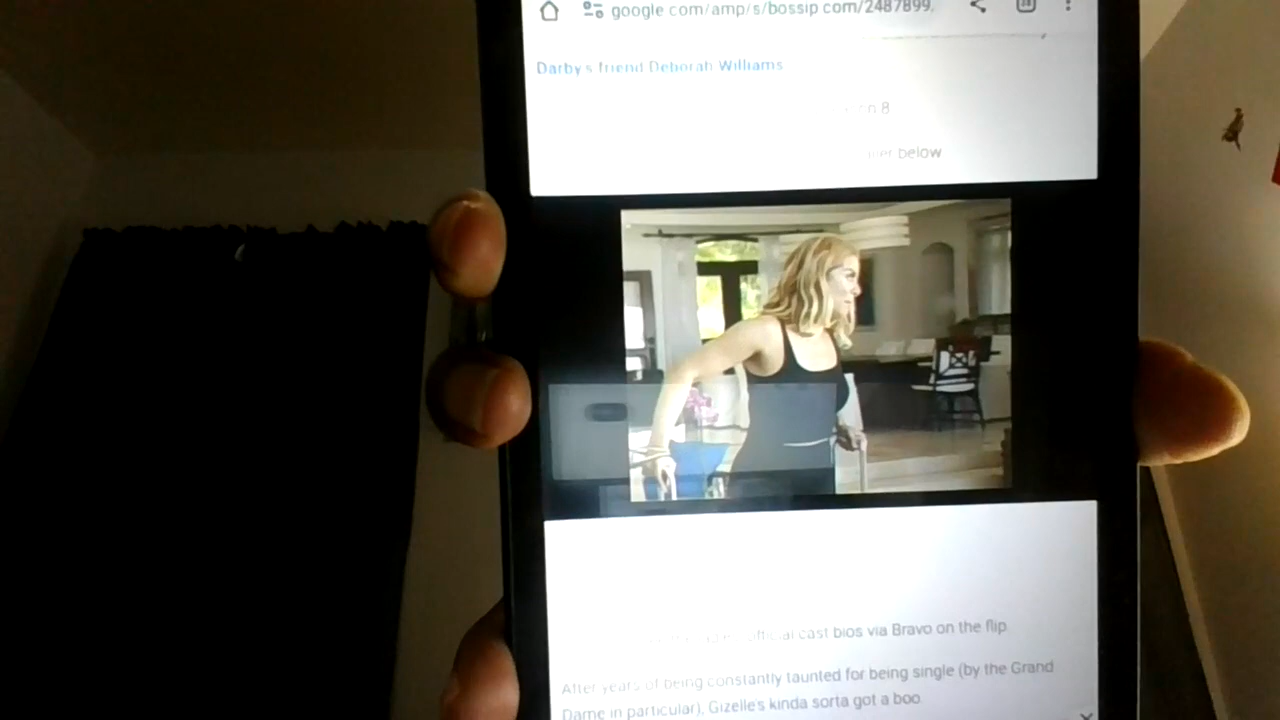 google.com/amp/s/bossip.com/2487899.
Darby's friend Deborah Williams
8
below
official cast bios via Bravo on the flip.
After years of being constantly taunted for being single (by the Grand
Dame in particular), Gizelle's kinda sorta got a boo.